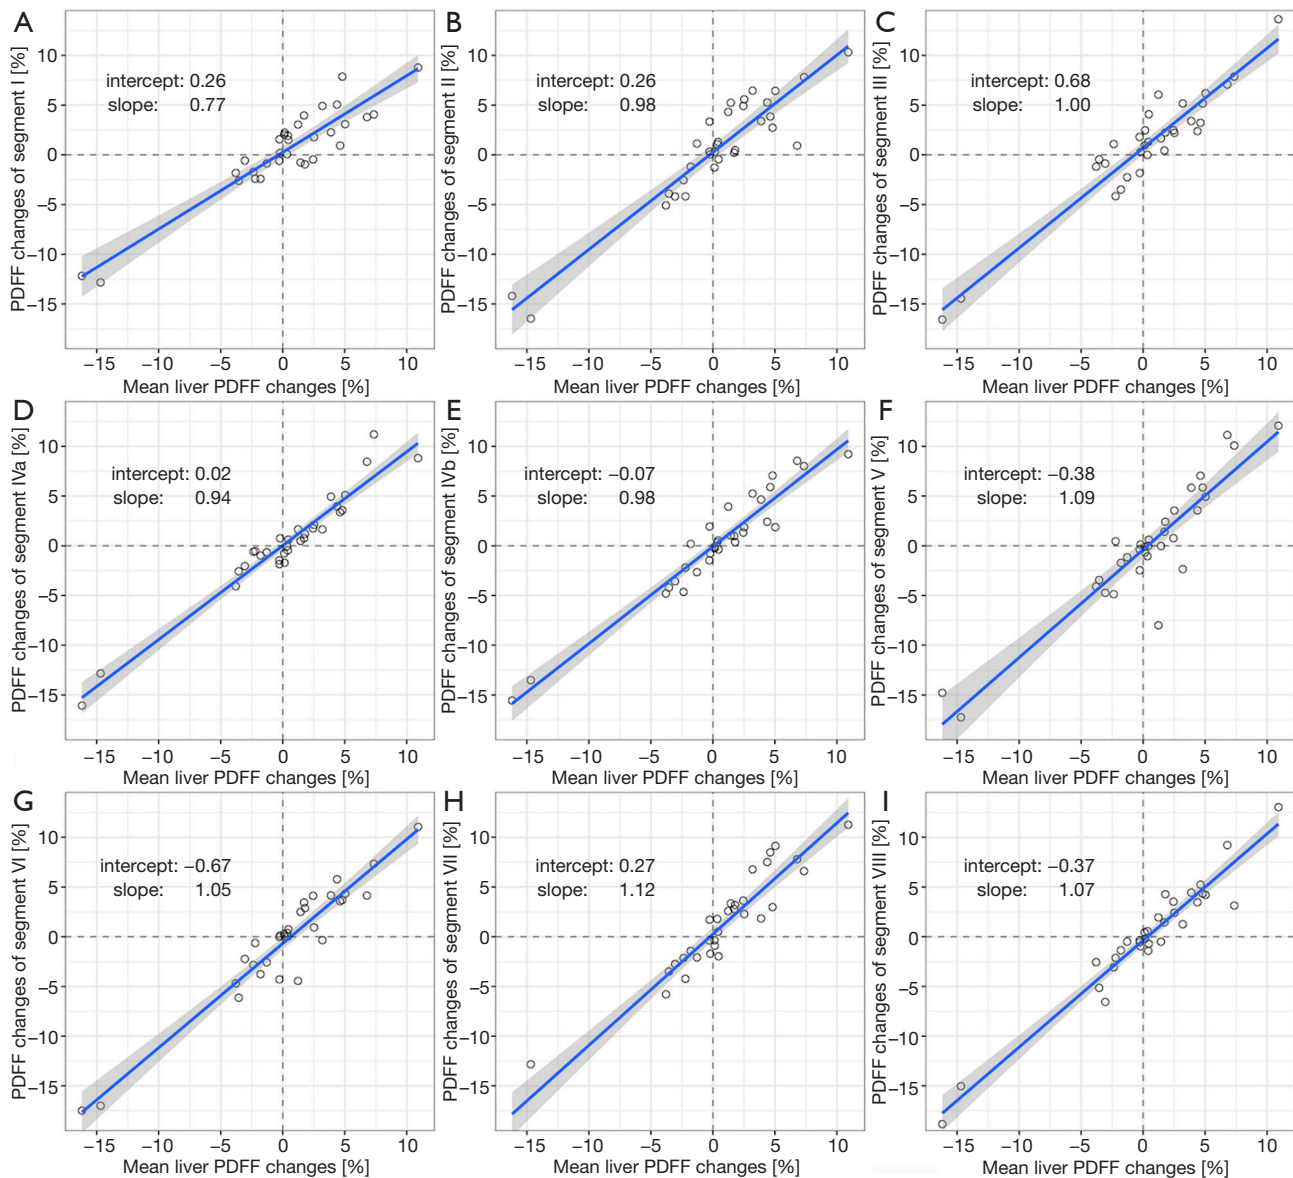 A
PDFF changes of segment I [%]
intercept: 0.26
slope: 0.77
10
5
0
−5
−10
−15
−15 −10 −5 0 5 10
Mean liver PDFF changes [%]
B
PDFF changes of segment II [%]
intercept: 0.26
slope: 0.98
10
5
0
−5
−10
−15
−15 −10 −5 0 5 10
Mean liver PDFF changes [%]
C
PDFF changes of segment III [%]
intercept: 0.68
slope: 1.00
10
5
0
−5
−10
−15
−15 −10 −5 0 5 10
Mean liver PDFF changes [%]
D
PDFF changes of segment IVa [%]
intercept: 0.02
slope: 0.94
10
5
0
−5
−10
−15
−15 −10 −5 0 5 10
Mean liver PDFF changes [%]
E
PDFF changes of segment IVb [%]
intercept: −0.07
slope: 0.98
10
5
0
−5
−10
−15
−15 −10 −5 0 5 10
Mean liver PDFF changes [%]
F
PDFF changes of segment V [%]
intercept: −0.38
slope: 1.09
10
5
0
−5
−10
−15
−15 −10 −5 0 5 10
Mean liver PDFF changes [%]
G
PDFF changes of segment VI [%]
intercept: −0.67
slope: 1.05
10
5
0
−5
−10
−15
−15 −10 −5 0 5 10
Mean liver PDFF changes [%]
H
PDFF changes of segment VII [%]
intercept: 0.27
slope: 1.12
10
5
0
−5
−10
−15
−15 −10 −5 0 5 10
Mean liver PDFF changes [%]
I
PDFF changes of segment VIII [%]
intercept: −0.37
slope: 1.07
10
5
0
−5
−10
−15
−15 −10 −5 0 5 10
Mean liver PDFF changes [%]